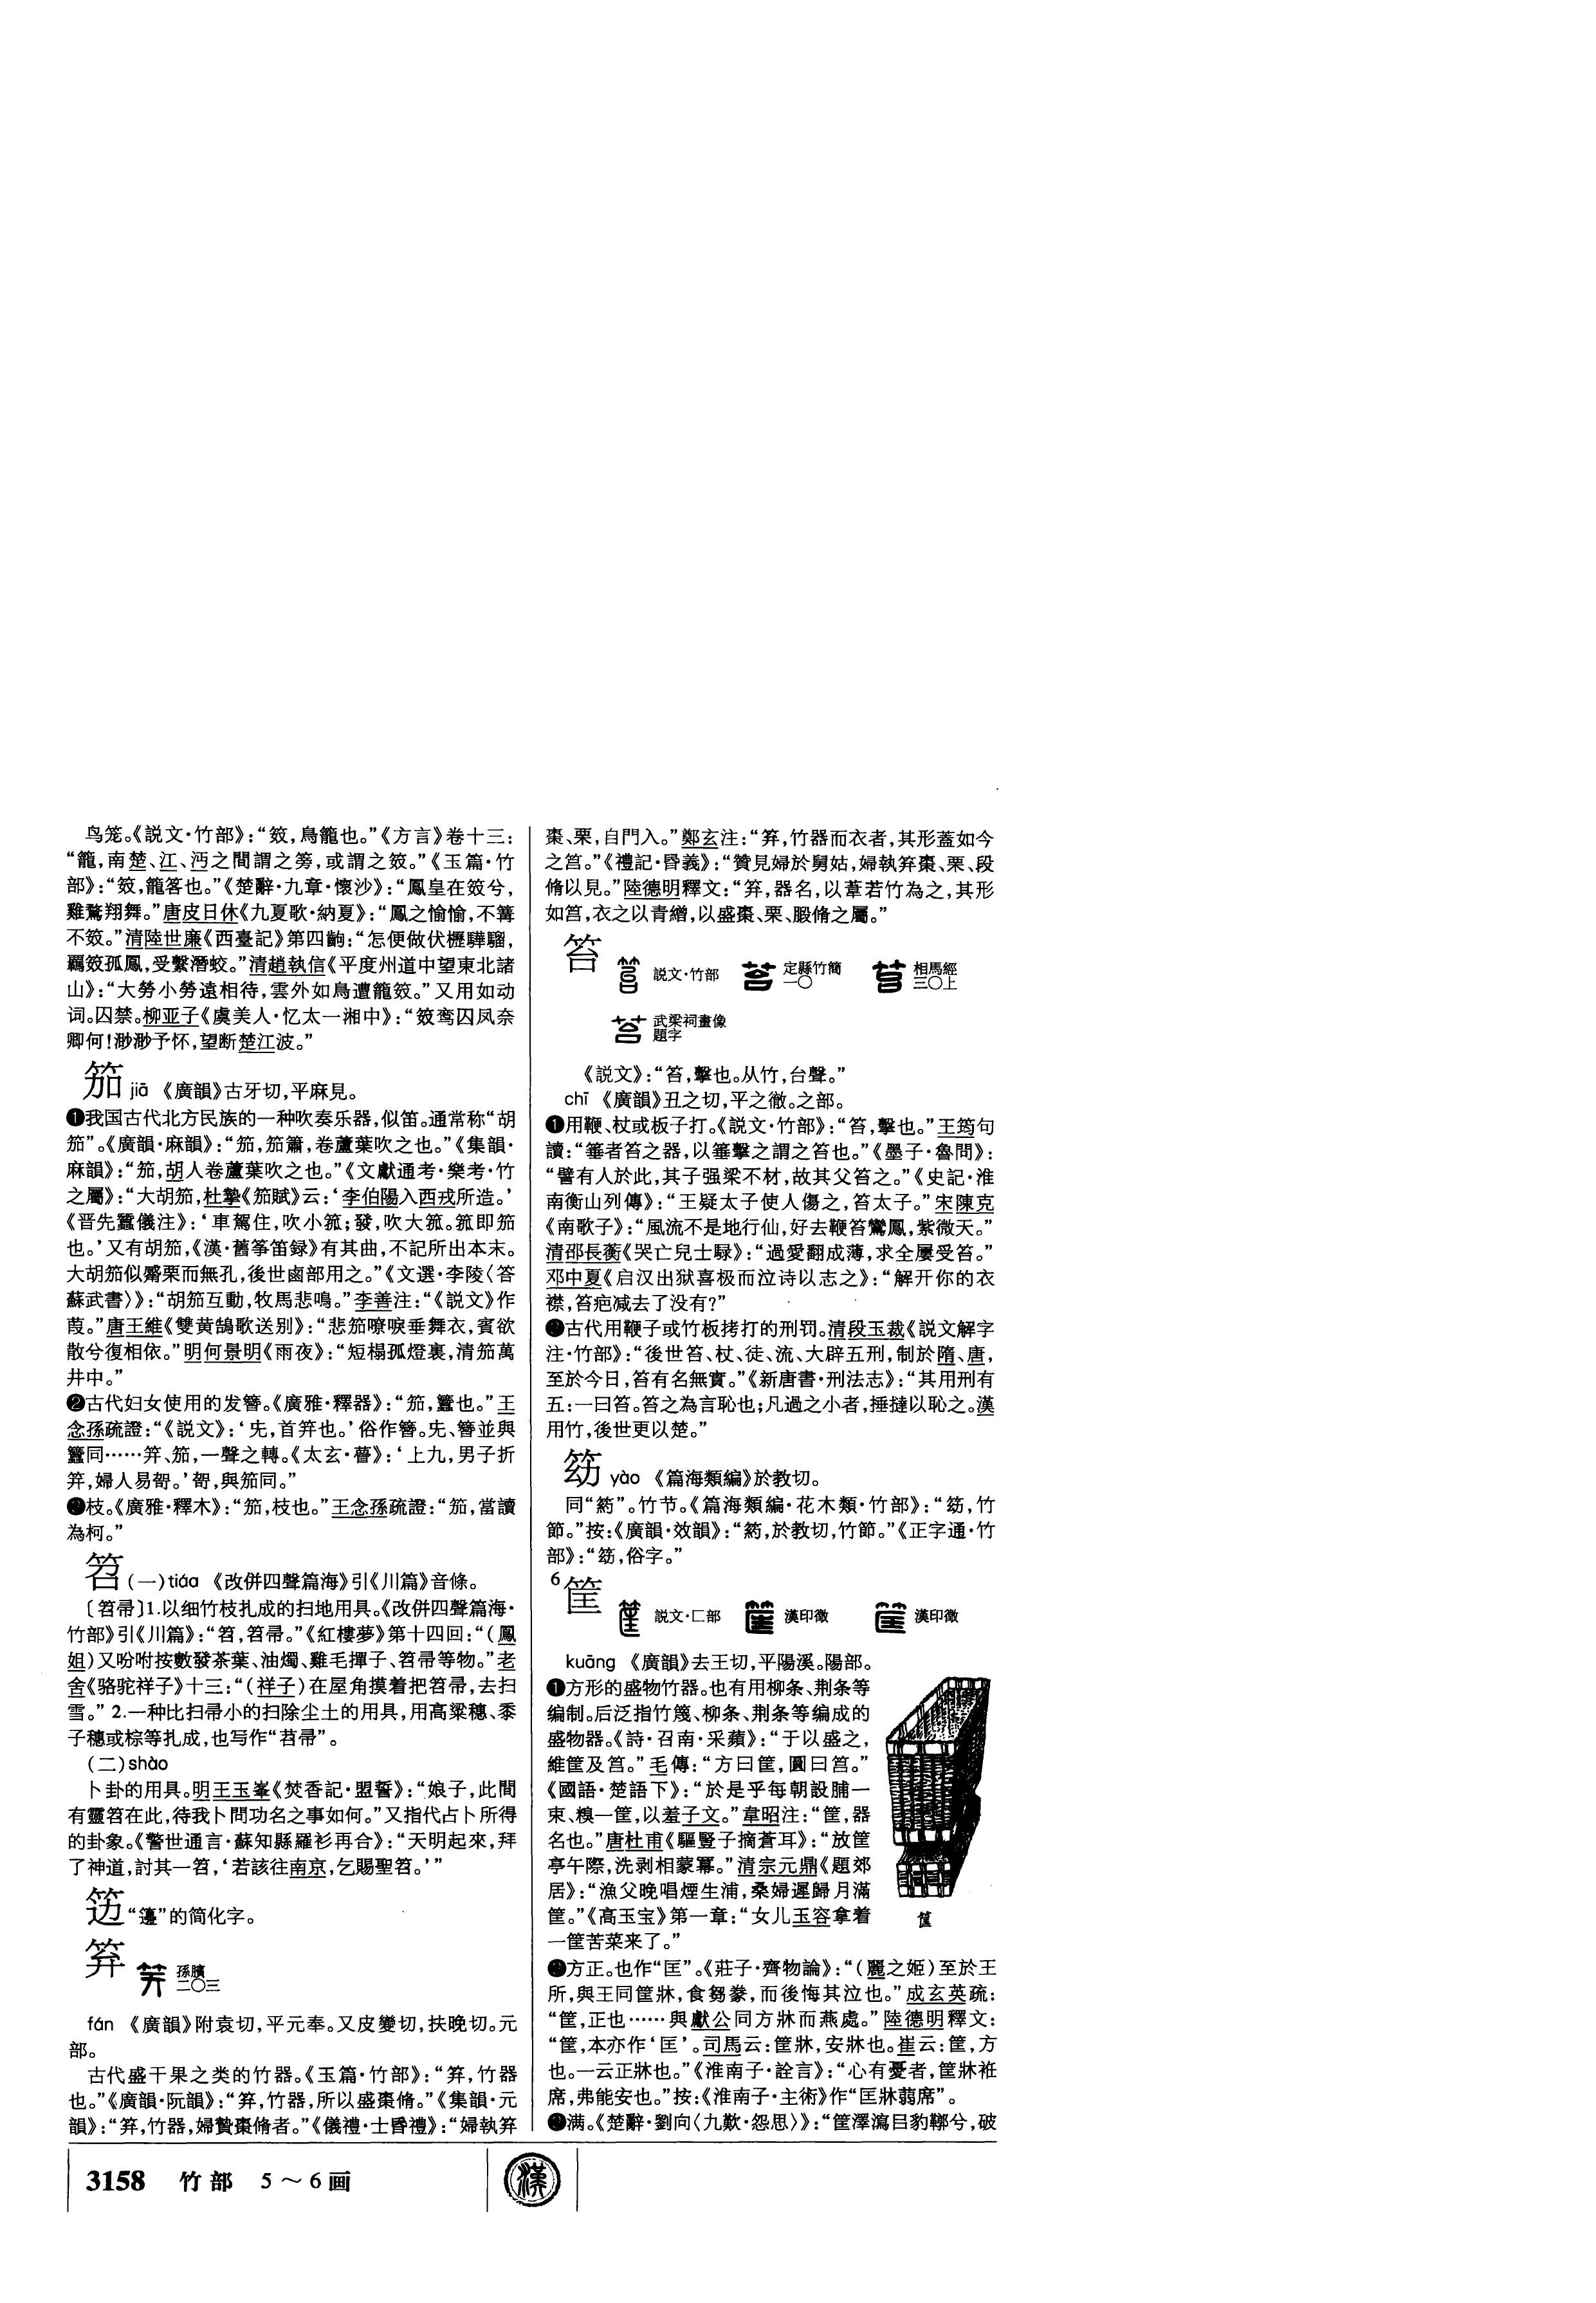 鸟笼。《説文·竹部》：“笯，鳥籠也。”《方言》卷十三：
“籠，南楚、江、沔之間謂之篣，或謂之笯。”《玉篇·竹
部》：“笯，籠笿也。”《楚辭·九章·懷沙》：“鳳皇在笯兮，
雞鶩翔舞。”唐皮日休《九夏歌·納夏》：“鳳之愉愉，不篝
不笯。”清陸世廉《西臺記》第四齣：“怎便做伏櫪驊騮，
羈笯孤鳳，受繫潛蛟。”清趙執信《平度州道中望東北諸
山》：“大勞小勞遠相待，雲外如鳥遭籠笯。”又用如动
词。囚禁。柳亚子《虞美人·忆太一湘中》：“笯鸾囚凤奈
卿何！渺渺予怀，望断楚江波。”
笳 jiā 《廣韻》古牙切，平麻見。
❶我国古代北方民族的一种吹奏乐器，似笛。通常称“胡
笳”。《廣韻·麻韻》：“笳，笳簫，卷蘆葉吹之也。”《集韻·
麻韻》：“笳，胡人卷蘆葉吹之也。”《文獻通考·樂考·竹
之屬》：“大胡笳，杜摯《笳賦》云：‘李伯陽入西戎所造。’
《晋先蠶儀注》：‘車駕住，吹小箛；發，吹大箛。箛即笳
也。’又有胡笳，《漢·舊筝笛録》有其曲，不記所出本末。
大胡笳似觱栗而無孔，後世鹵部用之。”《文選·李陵〈答
蘇武書〉》：“胡笳互動，牧馬悲鳴。”李善注：“《説文》作
葭。”唐王維《雙黄鵠歌送别》：“悲笳嘹唳垂舞衣，賓欲
散兮復相依。”明何景明《雨夜》：“短榻孤燈裏，清笳萬
井中。”
❷古代妇女使用的发簪。《廣雅·釋器》：“笳，簪也。”王
念孫疏證：“《説文》：‘兂，首笄也。’俗作簪。兂、簪並與
同……笄、笳，一聲之轉。《太玄·瞢》：‘上九，男子折
笄，婦人易哿。’哿，與笳同。”
❸枝。《廣雅·釋木》：“笳，枝也。”王念孫疏證：“笳，當讀
為柯。”
笤 (一)tiáo 《改併四聲篇海》引《川篇》音條。
〔笤帚〕1.以细竹枝扎成的扫地用具。《改併四聲篇海·
竹部》引《川篇》：“笤，笤帚。”《紅樓夢》第十四回：“（鳳
姐）又吩咐按數發茶葉、油燭、雞毛撣子、笤帚等物。”老
舍《骆驼祥子》十三：“（祥子）在屋角摸着把笤帚，去扫
雪。” 2.一种比扫帚小的扫除尘土的用具，用高粱穗、黍
子穗或棕等扎成，也写作“苕帚”。
(二)shào
卜卦的用具。明王玉峯《焚香記·盟誓》：“娘子，此間
有靈笤在此，待我卜問功名之事如何。”又指代占卜所得
的卦象。《警世通言·蘇知縣羅衫再合》：“天明起來，拜
了神道，討其一笤，‘若該往南京，乞賜聖笤。’”
笾 “籩”的简化字。
笲 孫臏二〇三
fán 《廣韻》附袁切，平元奉。又皮變切，扶晚切。元
部。
古代盛干果之类的竹器。《玉篇·竹部》：“笲，竹器
也。”《廣韻·阮韻》：“笲，竹器，所以盛棗脩。”《集韻·元
韻》：“笲，竹器，婦贄棗脩者。”《儀禮·士昏禮》：“婦執笲
棗、栗，自門入。”鄭玄注：“笲，竹器而衣者，其形蓋如今
之筥。”《禮記·昏義》：“贊見婦於舅姑，婦執笲棗、栗、段
脩以見。”陸德明釋文：“笲，器名，以葦若竹為之，其形
如筥，衣之以青繒，以盛棗、栗、腶脩之屬。”
笞 説文·竹部 定縣竹簡一〇 相馬經三〇上
武梁祠畫像題字
《説文》：“笞，擊也。从竹，台聲。”
chī 《廣韻》丑之切，平之徹。之部。
❶用鞭、杖或板子打。《説文·竹部》：“笞，擊也。”王筠句
讀：“箠者笞之器，以箠擊之謂之笞也。”《墨子·魯問》：
“譬有人於此，其子强梁不材，故其父笞之。”《史記·淮
南衡山列傳》：“王疑太子使人傷之，笞太子。”宋陳克
《南歌子》：“風流不是地行仙，好去鞭笞鸞鳳，紫微天。”
清邵長蘅《哭亡兒士騄》：“過愛翻成薄，求全屢受笞。”
邓中夏《启汉出狱喜极而泣诗以志之》：“解开你的衣
襟，笞疤减去了没有？”
❷古代用鞭子或竹板拷打的刑罚。清段玉裁《説文解字
注·竹部》：“後世笞、杖、徒、流、大辟五刑，制於隋、唐，
至於今日，笞有名無實。”《新唐書·刑法志》：“其用刑有
五：一曰笞。笞之為言恥也；凡過之小者，捶撻以恥之。漢
用竹，後世更以楚。”
䇞 yào 《篇海類編》於教切。
同“䈊”。竹节。《篇海類編·花木類·竹部》：“䇞，竹
節。”按：《廣韻·效韻》：“䈊，於教切，竹節。”《正字通·竹
部》：“䇞，俗字。”
6 筐 説文·匚部 漢印徵 漢印徵
kuāng 《廣韻》去王切，平陽溪。陽部。
❶方形的盛物竹器。也有用柳条、荆条等
编制。后泛指竹篾、柳条、荆条等编成的
盛物器。《詩·召南·采蘋》：“于以盛之，
維筐及筥。”毛傳：“方曰筐，圓曰筥。”
《國語·楚語下》：“於是乎每朝設脯一
束、糗一筐，以羞子文。”韋昭注：“筐，器
名也。”唐杜甫《驅豎子摘蒼耳》：“放筐
亭午際，洗剥相蒙冪。”清宗元鼎《題郊
居》：“漁父晚唱煙生浦，桑婦遲歸月滿
筐。”《高玉宝》第一章：“女儿玉容拿着
一筐苦菜来了。”
筐
❷方正。也作“匡”。《莊子·齊物論》：“（麗之姬）至於王
所，與王同筐牀，食芻豢，而後悔其泣也。”成玄英疏：
“筐，正也……與獻公同方牀而燕處。”陸德明釋文：
“筐，本亦作‘匡’。司馬云：筐牀，安牀也。崔云：筐，方
也。一云正牀也。”《淮南子·詮言》：“心有憂者，筐牀衽
席，弗能安也。”按：《淮南子·主術》作“匡牀蒻席”。
❸满。《楚辭·劉向〈九歎·怨思〉》：“筐澤瀉㠯豹鞹兮，破
3158 竹部 5～6画
漢